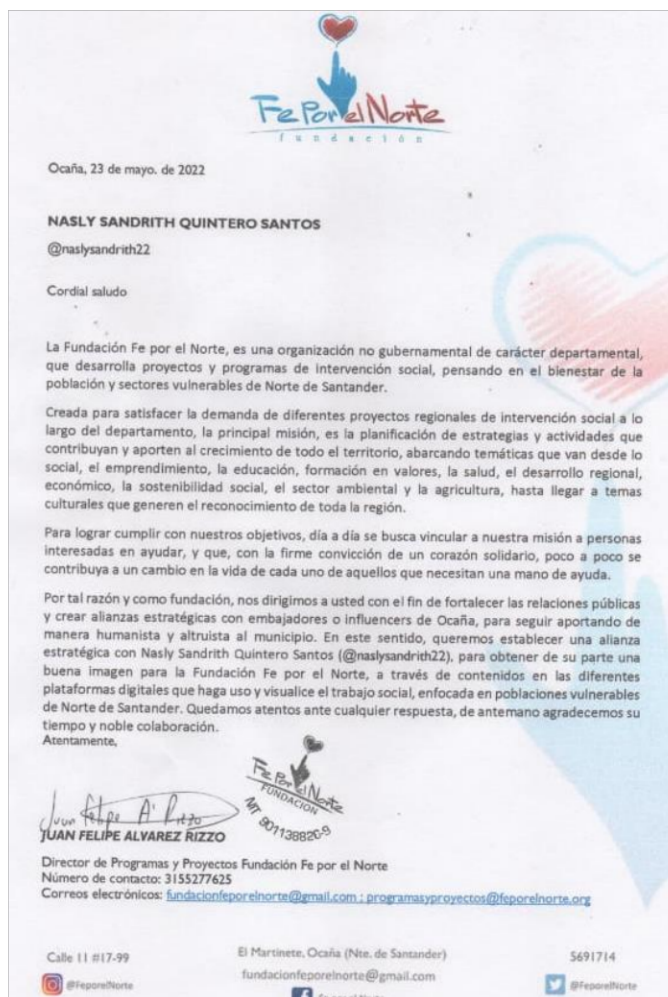 Fe Por el Norte
fundación
Ocaña, 23 de mayo. de 2022
NASLY SANDRITH QUINTERO SANTOS
@naslysandrith22
Cordial saludo
La Fundación Fe por el Norte, es una organización no gubernamental de carácter departamental,
que desarrolla proyectos y programas de intervención social, pensando en el bienestar de la
población y sectores vulnerables de Norte de Santander.
Creada para satisfacer la demanda de diferentes proyectos regionales de intervención social a lo
largo del departamento, la principal misión, es la planificación de estrategias y actividades que
contribuyan y aporten al crecimiento de todo el territorio, abarcando temáticas que van desde lo
social, el emprendimiento, la educación, formación en valores, la salud, el desarrollo regional,
económico, la sostenibilidad social, el sector ambiental y la agricultura, hasta llegar a temas
culturales que generen el reconocimiento de toda la región.
Para lograr cumplir con nuestros objetivos, día a día se busca vincular a nuestra misión a personas
interesadas en ayudar, y que, con la firme convicción de un corazón solidario, poco a poco se
contribuya a un cambio en la vida de cada uno de aquellos que necesitan una mano de ayuda.
Por tal razón y como fundación, nos dirigimos a usted con el fin de fortalecer las relaciones públicas
y crear alianzas estratégicas con embajadores o influencers de Ocaña, para seguir aportando de
manera humanista y altruista al municipio. En este sentido, queremos establecer una alianza
estratégica con Nasly Sandrith Quintero Santos (@naslysandrith22), para obtener de su parte una
buena imagen para la Fundación Fe por el Norte, a través de contenidos en las diferentes
plataformas digitales que haga uso y visualice el trabajo social, enfocada en poblaciones vulnerables
de Norte de Santander. Quedamos atentos ante cualquier respuesta, de antemano agradecemos su
tiempo y noble colaboración.
Atentamente,
Fe Por el Norte
FUNDACIÓN
NIT 901138820-9
Juan Felipe A' Rizzo
JUAN FELIPE ALVAREZ RIZZO
Director de Programas y Proyectos Fundación Fe por el Norte
Número de contacto: 3155277625
Correos electrónicos: fundacionfeporelnorte@gmail.com ; programasyproyectos@feporelnorte.org
Calle 11 #17-99
El Martinete, Ocaña (Nte. de Santander)
5691714
@FeporelNorte
fundacionfeporelnorte@gmail.com
@FeporelNorte